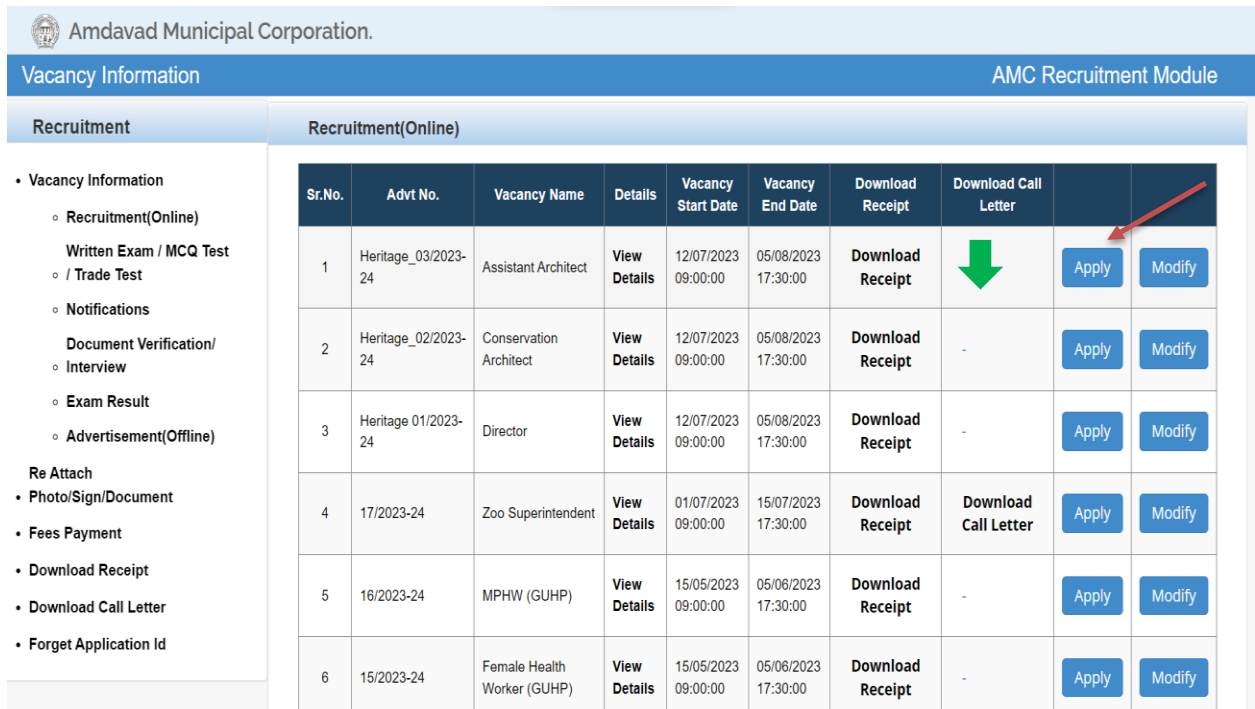 Amdavad Municipal Corporation.
Vacancy Information
AMC Recruitment Module
Recruitment
• Vacancy Information
◦ Recruitment(Online)
Written Exam / MCQ Test
◦ / Trade Test
◦ Notifications
Document Verification/
◦ Interview
◦ Exam Result
◦ Advertisement(Offline)
Re Attach
• Photo/Sign/Document
• Fees Payment
• Download Receipt
• Download Call Letter
• Forget Application Id
Recruitment(Online)
Sr.No. Advt No. Vacancy Name Details Vacancy Vacancy Download Download Call
Start Date End Date Receipt Letter
1 Heritage_03/2023- Assistant Architect View 12/07/2023 05/08/2023 Download Apply Modify
24 Details 09:00:00 17:30:00 Receipt
2 Heritage_02/2023- Conservation View 12/07/2023 05/08/2023 Download - Apply Modify
24 Architect Details 09:00:00 17:30:00 Receipt
3 Heritage 01/2023- Director View 12/07/2023 05/08/2023 Download - Apply Modify
24 Details 09:00:00 17:30:00 Receipt
4 17/2023-24 Zoo Superintendent View 01/07/2023 15/07/2023 Download Download Apply Modify
Details 09:00:00 17:30:00 Receipt Call Letter
5 16/2023-24 MPHW (GUHP) View 15/05/2023 05/06/2023 Download - Apply Modify
Details 09:00:00 17:30:00 Receipt
6 15/2023-24 Female Health View 15/05/2023 05/06/2023 Download - Apply Modify
Worker (GUHP) Details 09:00:00 17:30:00 Receipt